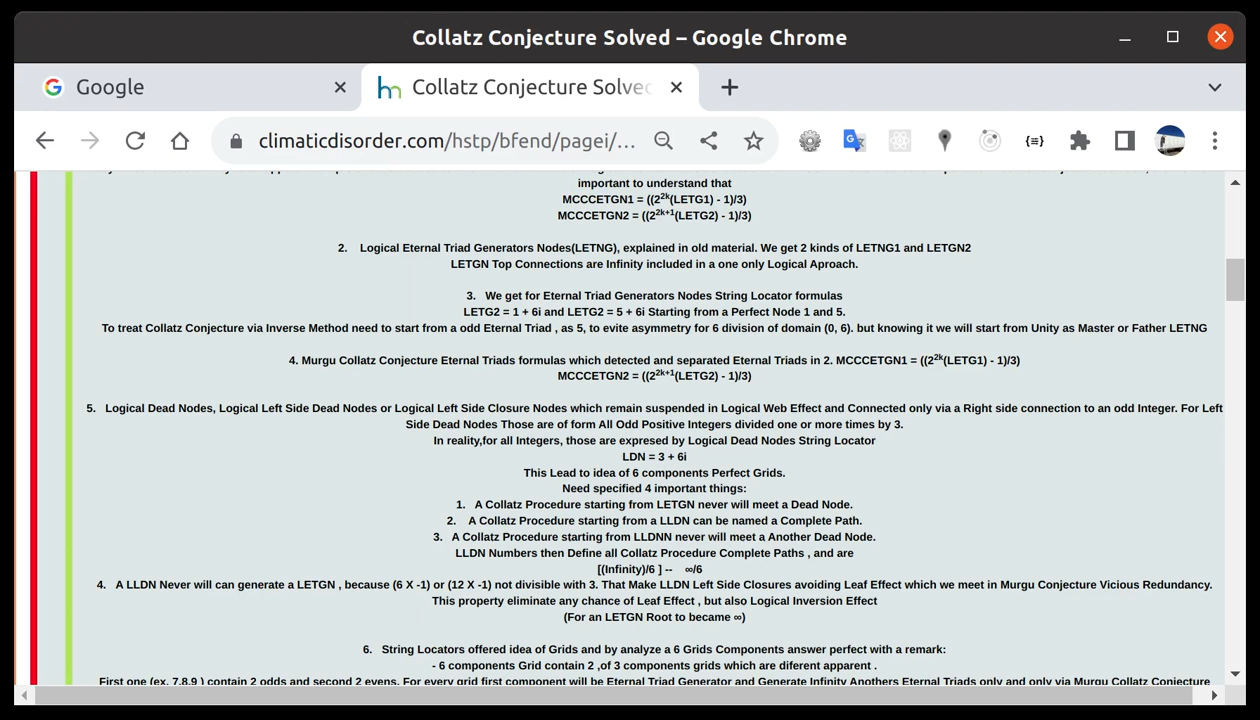 Collatz Conjecture Solved – Google Chrome
Google
Collatz Conjecture Solved
climaticdisorder.com/hstp/bfend/pagei/...
important to understand that
MCCCETGN1 = ((2^2k(LETG1) - 1)/3)
MCCCETGN2 = ((2^2k+1(LETG2) - 1)/3)
2. Logical Eternal Triad Generators Nodes(LETNG), explained in old material. We get 2 kinds of LETNG1 and LETGN2
LETGN Top Connections are Infinity included in a one only Logical Aproach.
3. We get for Eternal Triad Generators Nodes String Locator formulas
LETG2 = 1 + 6i and LETG2 = 5 + 6i Starting from a Perfect Node 1 and 5.
To treat Collatz Conjecture via Inverse Method need to start from a odd Eternal Triad , as 5, to evite asymmetry for 6 division of domain (0, 6). but knowing it we will start from Unity as Master or Father LETNG
4. Murgu Collatz Conjecture Eternal Triads formulas which detected and separated Eternal Triads in 2. MCCCETGN1 = ((2^2k(LETG1) - 1)/3)
MCCCETGN2 = ((2^2k+1(LETG2) - 1)/3)
5. Logical Dead Nodes, Logical Left Side Dead Nodes or Logical Left Side Closure Nodes which remain suspended in Logical Web Effect and Connected only via a Right side connection to an odd Integer. For Left
Side Dead Nodes Those are of form All Odd Positive Integers divided one or more times by 3.
In reality,for all Integers, those are expresed by Logical Dead Nodes String Locator
LDN = 3 + 6i
This Lead to idea of 6 components Perfect Grids.
Need specified 4 important things:
1. A Collatz Procedure starting from LETGN never will meet a Dead Node.
2. A Collatz Procedure starting from a LLDN can be named a Complete Path.
3. A Collatz Procedure starting from LLDNN never will meet a Another Dead Node.
LLDN Numbers then Define all Collatz Procedure Complete Paths , and are
[(Infinity)/6 ] -- ∞/6
4. A LLDN Never will can generate a LETGN , because (6 X -1) or (12 X -1) not divisible with 3. That Make LLDN Left Side Closures avoiding Leaf Effect which we meet in Murgu Conjecture Vicious Redundancy.
This property eliminate any chance of Leaf Effect , but also Logical Inversion Effect
(For an LETGN Root to became ∞)
6. String Locators offered idea of Grids and by analyze a 6 Grids Components answer perfect with a remark:
- 6 components Grid contain 2 ,of 3 components grids which are diferent apparent .
First one (ex. 7,8,9 ) contain 2 odds and second 2 evens. For every grid first component will be Eternal Triad Generator and Generate Infinity Anothers Eternal Triads only and only via Murgu Collatz Conjecture